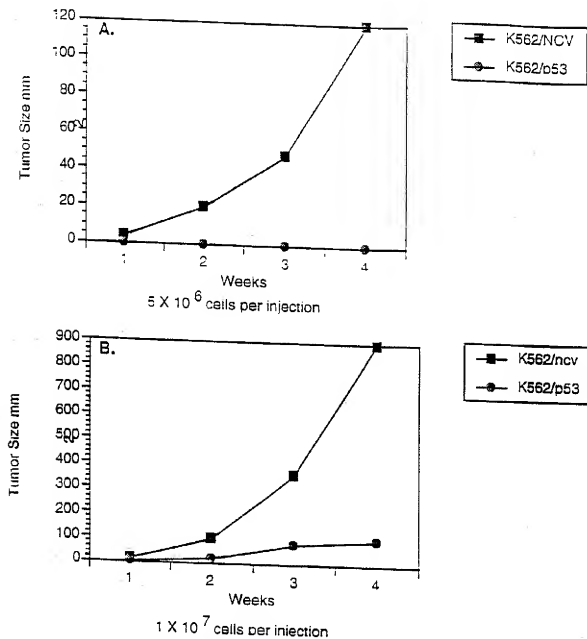 A.
120
100
80
60
40
20
0
Tumor Size mm 2
1 2 3 4
Weeks
5 X 10 6 cells per injection
K562/NCV
K562/p53
B.
900
800
700
600
500
400
300
200
100
0
Tumor Size mm 2
1 2 3 4
Weeks
1 X 10 7 cells per injection
K562/ncv
K562/p53